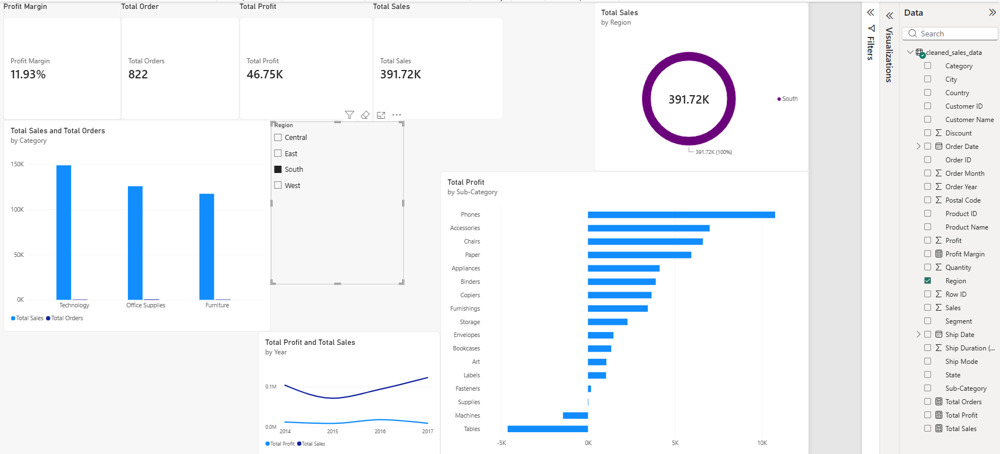 Profit Margin
Total Order
Total Profit
Total Sales
Profit Margin
11.93%
Total Orders
822
Total Profit
46.75K
Total Sales
391.72K
Total Sales
by Region
391.72K
South
391.72K (100%)
Total Sales and Total Orders
by Category
150K
100K
50K
0K
Technology
Office Supplies
Furniture
Total Sales
Total Orders
Region
Central
East
South
West
Total Profit
by Sub-Category
Phones
Accessories
Chairs
Paper
Appliances
Binders
Copiers
Furnishings
Storage
Envelopes
Bookcases
Art
Labels
Fasteners
Supplies
Machines
Tables
-5K
0K
5K
10K
Total Profit and Total Sales
by Year
0.1M
0.0M
2014
2015
2016
2017
Total Profit
Total Sales
Filters
Visualizations
Data
Search
cleaned_sales_data
Category
City
Country
Customer ID
Customer Name
Discount
Order Date
Order ID
Order Month
Order Year
Postal Code
Product ID
Product Name
Profit
Profit Margin
Quantity
Region
Row ID
Sales
Segment
Ship Date
Ship Duration (...
Ship Mode
State
Sub-Category
Total Orders
Total Profit
Total Sales